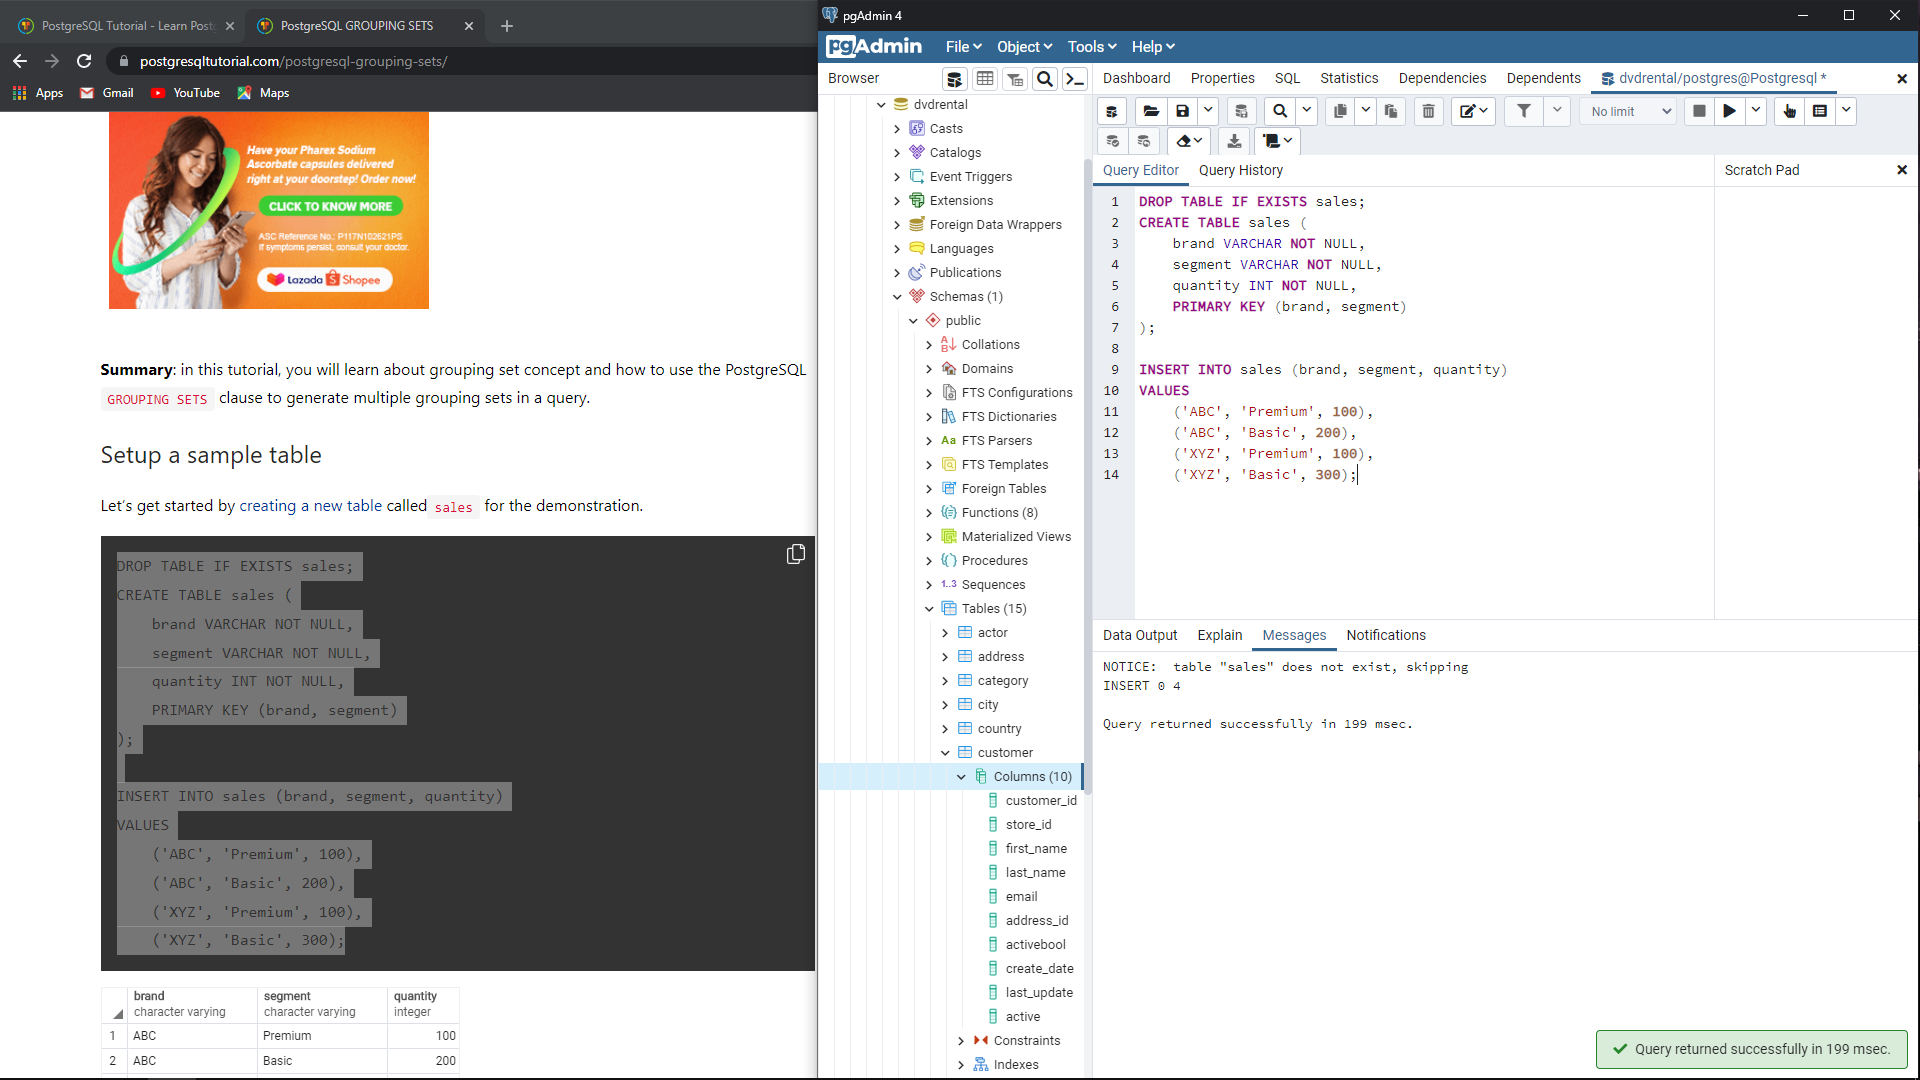 PostgreSQL Tutorial - Learn Post
PostgreSQL GROUPING SETS
postgresqltutorial.com/postgresql-grouping-sets/
Apps
Gmail
YouTube
Maps
Have your Pharex Sodium
Ascorbate capsules delivered
right at your doorstep! Order now!
CLICK TO KNOW MORE
ASC Reference No.: P117N102621PS
If symptoms persist, consult your doctor.
Lazada Shopee
Summary: in this tutorial, you will learn about grouping set concept and how to use the PostgreSQL
GROUPING SETS clause to generate multiple grouping sets in a query.
Setup a sample table
Let's get started by creating a new table called sales for the demonstration.
DROP TABLE IF EXISTS sales;
CREATE TABLE sales (
brand VARCHAR NOT NULL,
segment VARCHAR NOT NULL,
quantity INT NOT NULL,
PRIMARY KEY (brand, segment)
);
INSERT INTO sales (brand, segment, quantity)
VALUES
('ABC', 'Premium', 100),
('ABC', 'Basic', 200),
('XYZ', 'Premium', 100),
('XYZ', 'Basic', 300);
brand segment quantity
character varying character varying integer
1 ABC Premium 100
2 ABC Basic 200
pgAdmin 4
pgAdmin
File Object Tools Help
Browser
Dashboard Properties SQL Statistics Dependencies Dependents dvdrental/postgres@Postgresql *
No limit
dvdrental
Casts
Catalogs
Event Triggers
Extensions
Foreign Data Wrappers
Languages
Publications
Schemas (1)
public
Collations
Domains
FTS Configurations
FTS Dictionaries
Aa FTS Parsers
FTS Templates
Foreign Tables
Functions (8)
Materialized Views
Procedures
1..3 Sequences
Tables (15)
actor
address
category
city
country
customer
Columns (10)
customer_id
store_id
first_name
last_name
email
address_id
activebool
create_date
last_update
active
Constraints
Indexes
Query Editor Query History
Scratch Pad
1 DROP TABLE IF EXISTS sales;
2 CREATE TABLE sales (
3 brand VARCHAR NOT NULL,
4 segment VARCHAR NOT NULL,
5 quantity INT NOT NULL,
6 PRIMARY KEY (brand, segment)
7 );
8
9 INSERT INTO sales (brand, segment, quantity)
10 VALUES
11 ('ABC', 'Premium', 100),
12 ('ABC', 'Basic', 200),
13 ('XYZ', 'Premium', 100),
14 ('XYZ', 'Basic', 300);
Data Output Explain Messages Notifications
NOTICE: table "sales" does not exist, skipping
INSERT 0 4
Query returned successfully in 199 msec.
Query returned successfully in 199 msec.